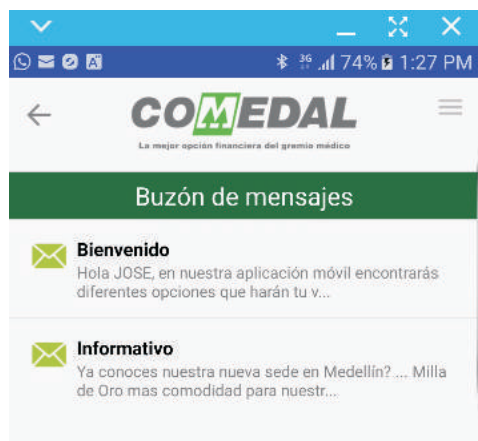 3G 74% 1:27 PM
COMEDAL
La mejor opción financiera del gremio médico
Buzón de mensajes
Bienvenido
Hola JOSE, en nuestra aplicación móvil encontrarás
diferentes opciones que harán tu v...
Informativo
Ya conoces nuestra nueva sede en Medellín? ... Milla
de Oro mas comodidad para nuestr...